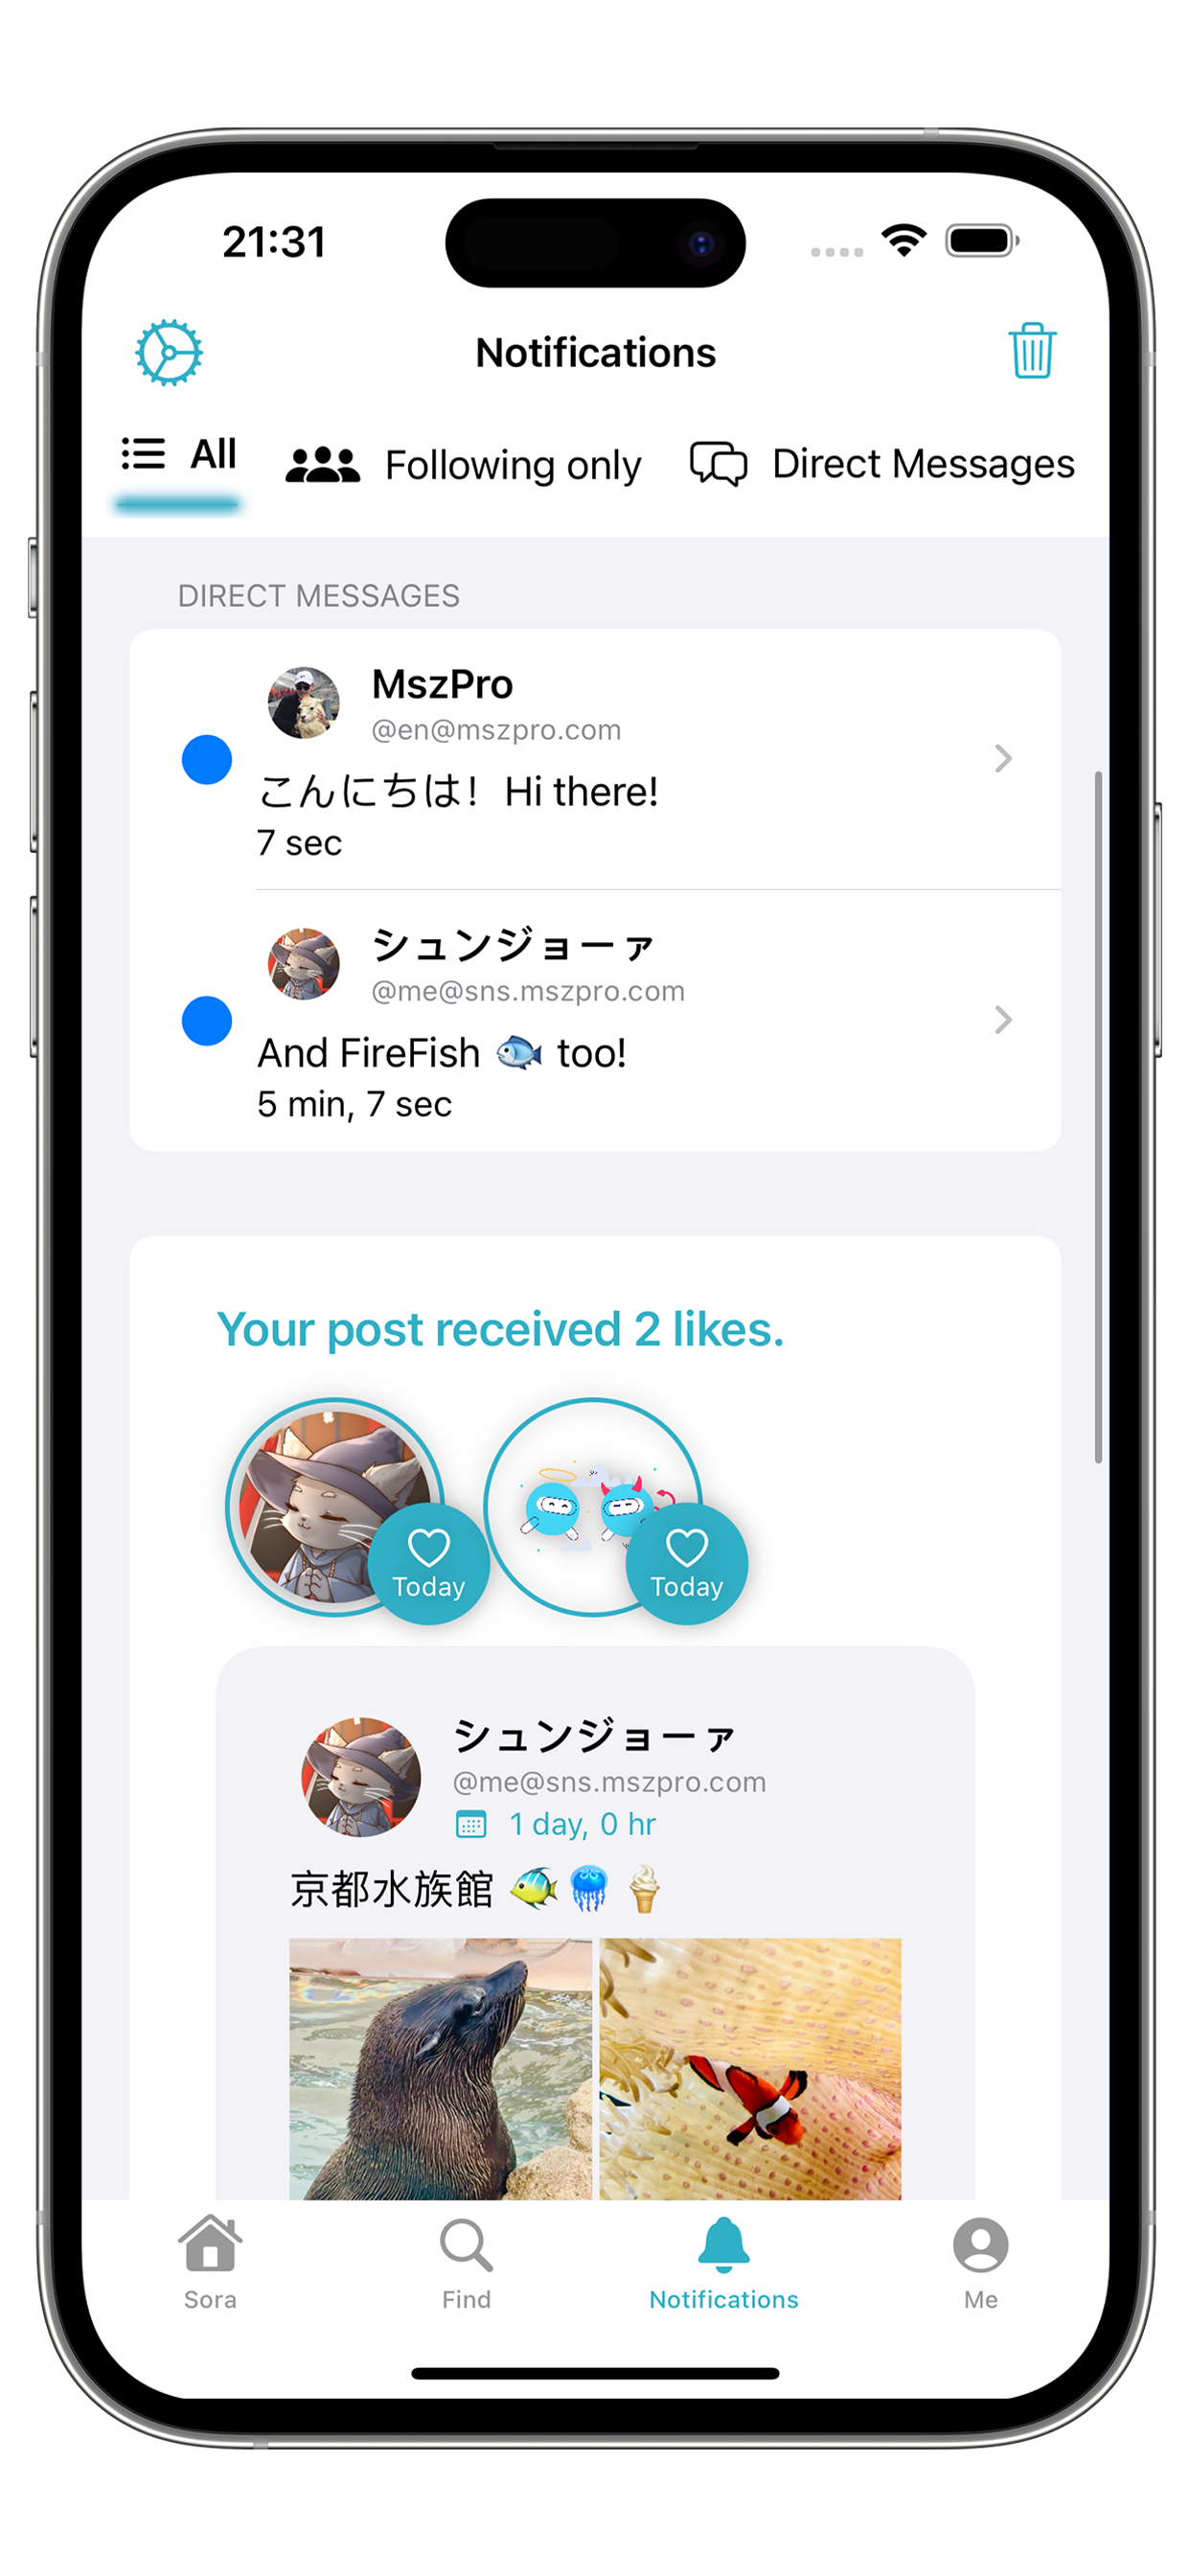 21:31
Notifications
All
Following only
Direct Messages
DIRECT MESSAGES
MszPro
@en@mszpro.com
こんにちは！Hi there!
7 sec
シュンジョーァ
@me@sns.mszpro.com
And FireFish 🐟 too!
5 min, 7 sec
Your post received 2 likes.
Today
Today
シュンジョーァ
@me@sns.mszpro.com
1 day, 0 hr
京都水族館 🐠🪼🍦
Sora
Find
Notifications
Me